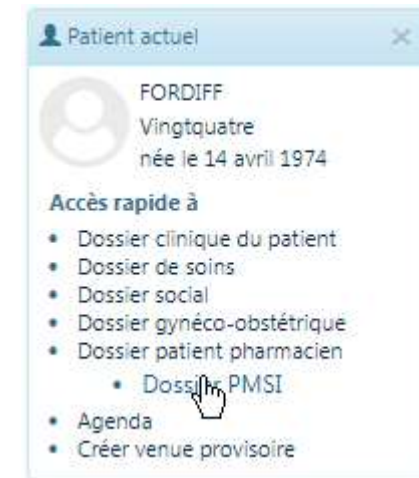 Patient actuel
FORDIFF
Vingtquatre
née le 14 avril 1974
Accès rapide à
• Dossier clinique du patient
• Dossier de soins
• Dossier social
• Dossier gynéco-obstétrique
• Dossier patient pharmacien
• Dossier PMSI
• Agenda
• Créer venue provisoire